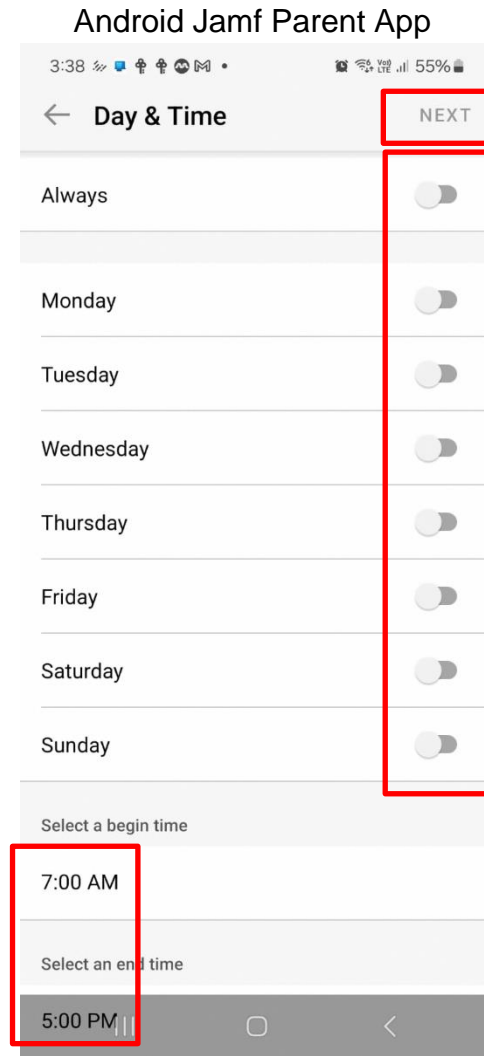 Android Jamf Parent App
3:38 55%
Day & Time NEXT
Always
Monday
Tuesday
Wednesday
Thursday
Friday
Saturday
Sunday
Select a begin time
7:00 AM
Select an end time
5:00 PM